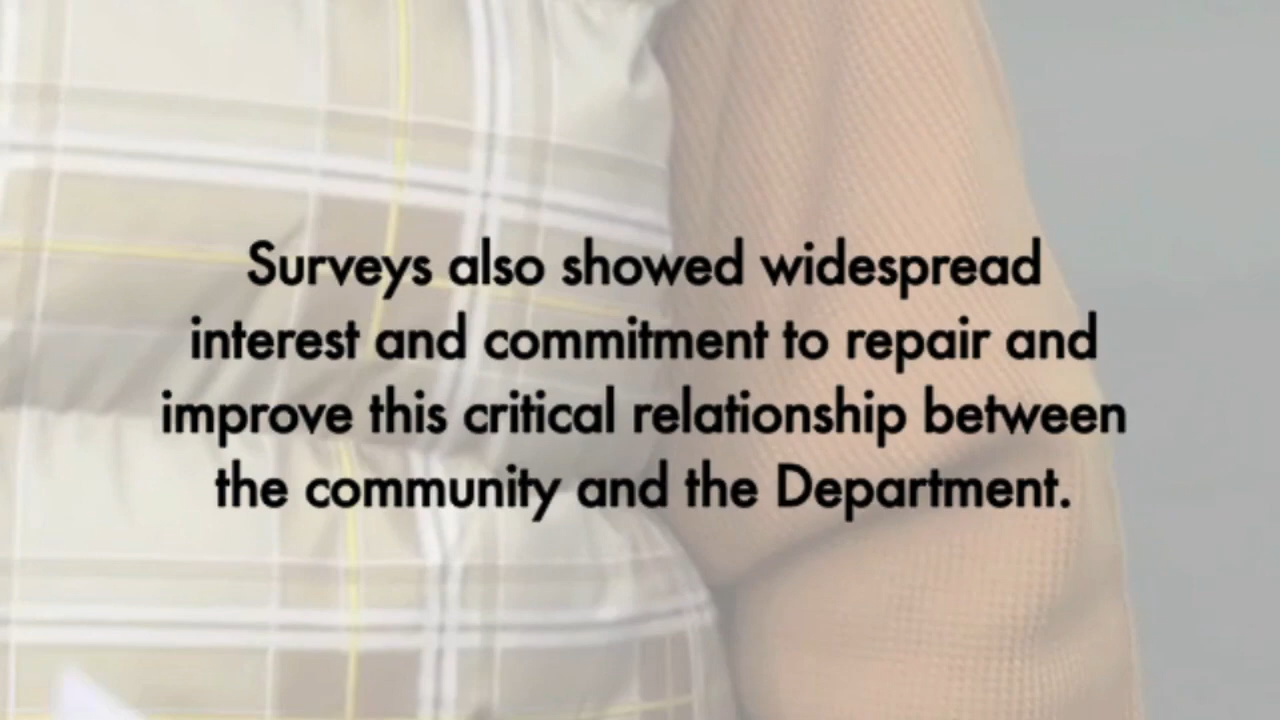 Surveys also showed widespread
interest and commitment to repair and
improve this critical relationship between
the community and the Department.